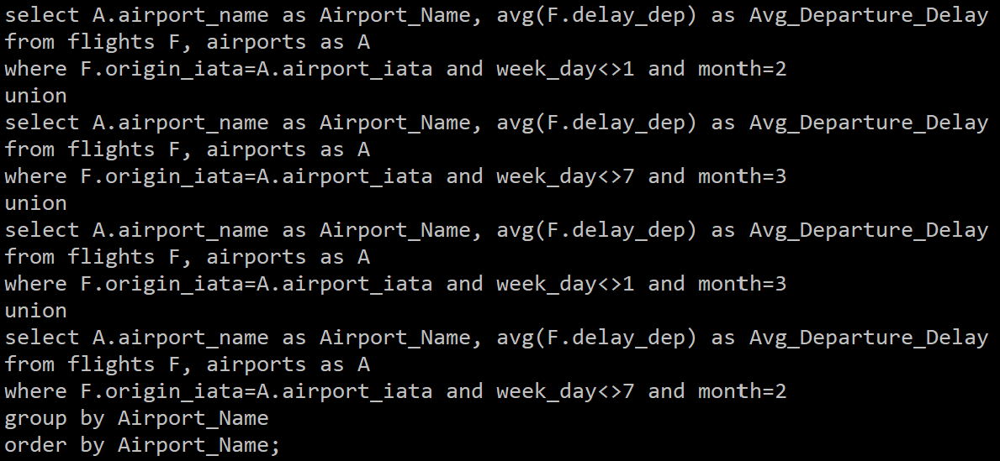 select A.airport_name as Airport_Name, avg(F.delay_dep) as Avg_Departure_Delay
from flights F, airports as A
where F.origin_iata=A.airport_iata and week_day<>1 and month=2
union
select A.airport_name as Airport_Name, avg(F.delay_dep) as Avg_Departure_Delay
from flights F, airports as A
where F.origin_iata=A.airport_iata and week_day<>7 and month=3
union
select A.airport_name as Airport_Name, avg(F.delay_dep) as Avg_Departure_Delay
from flights F, airports as A
where F.origin_iata=A.airport_iata and week_day<>1 and month=3
union
select A.airport_name as Airport_Name, avg(F.delay_dep) as Avg_Departure_Delay
from flights F, airports as A
where F.origin_iata=A.airport_iata and week_day<>7 and month=2
group by Airport_Name
order by Airport_Name;